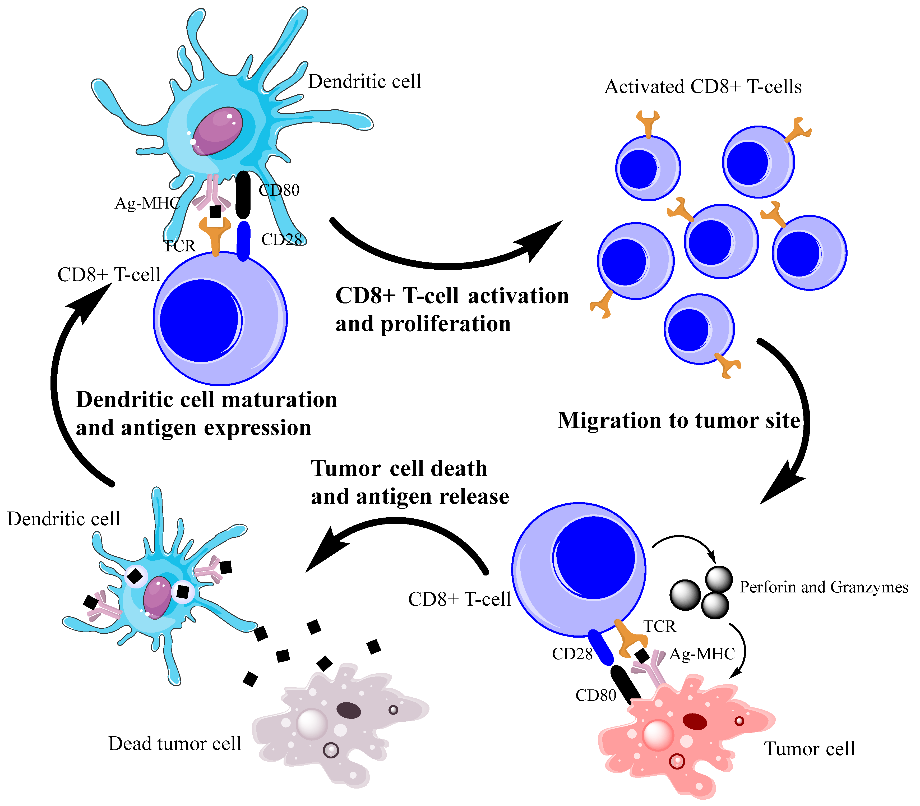 Dendritic cell
Activated CD8+ T-cells
Ag-MHC
CD80
TCR
CD28
CD8+ T-cell
CD8+ T-cell activation
and proliferation
Dendritic cell maturation
and antigen expression
Migration to tumor site
Tumor cell death
and antigen release
Dendritic cell
CD8+ T-cell
Perforin and Granzymes
TCR
CD28
Ag-MHC
CD80
Dead tumor cell
Tumor cell